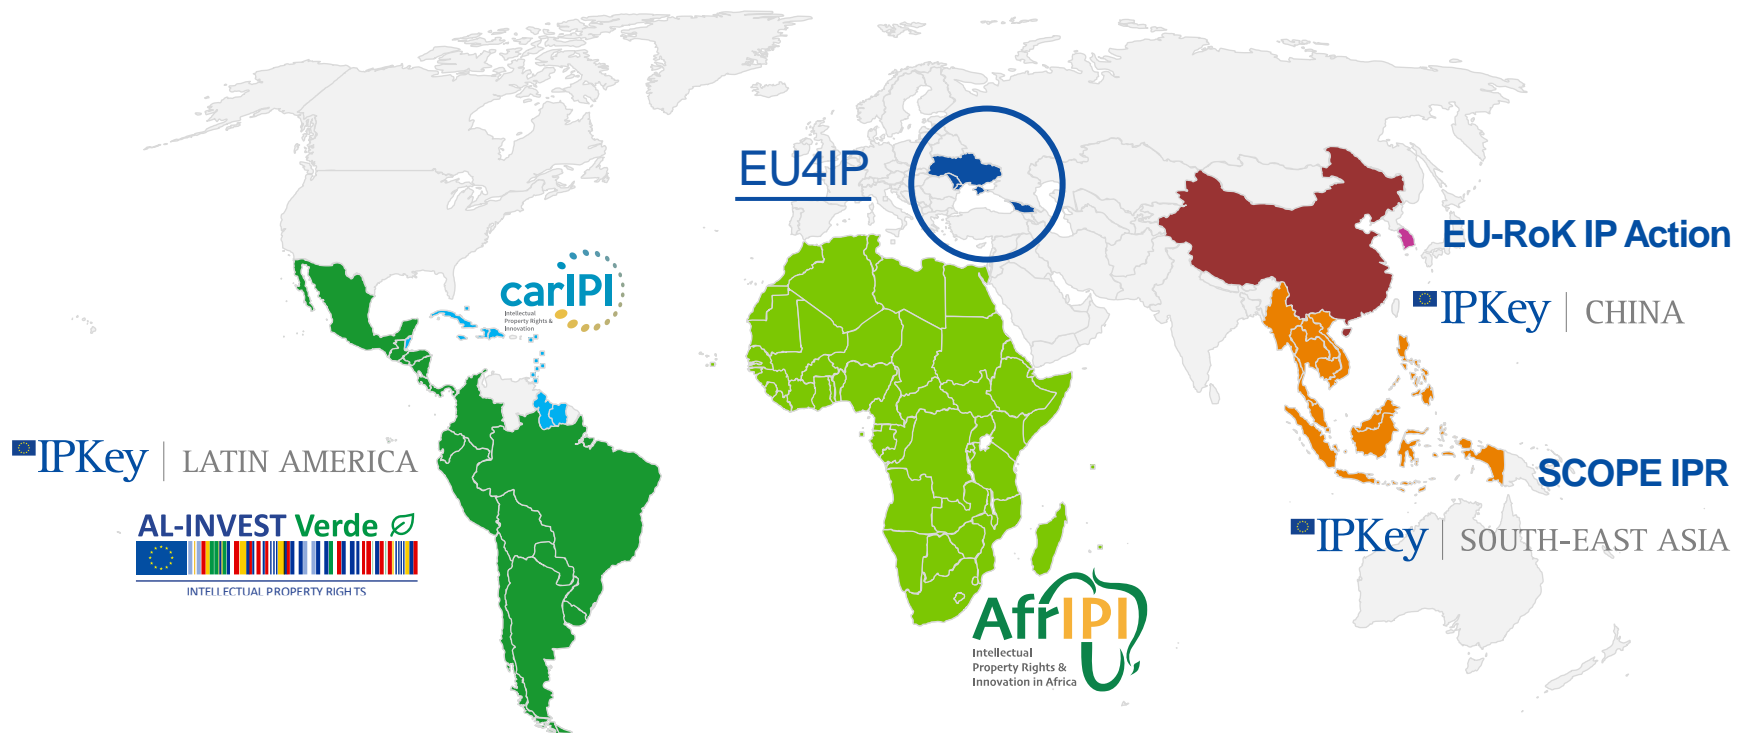 EU4IP
EU-RoK IP Action
carIPI
Intellectual
Property Rights &
Innovation
IPKey | CHINA
IPKey | LATIN AMERICA
SCOPE IPR
AL-INVEST Verde
INTELLECTUAL PROPERTY RIGHTS
IPKey | SOUTH-EAST ASIA
AfrIPI
Intellectual
Property Rights &
Innovation in Africa